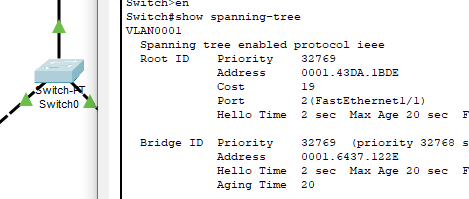 Switch>en
Switch#show spanning-tree
VLAN0001
Spanning tree enabled protocol ieee
Root ID Priority 32769
Address 0001.43DA.1BDE
Cost 19
Port 2(FastEthernet1/1)
Hello Time 2 sec Max Age 20 sec F
Bridge ID Priority 32769 (priority 32768 s
Address 0001.6437.122E
Hello Time 2 sec Max Age 20 sec F
Aging Time 20
Switch-PT
Switch0